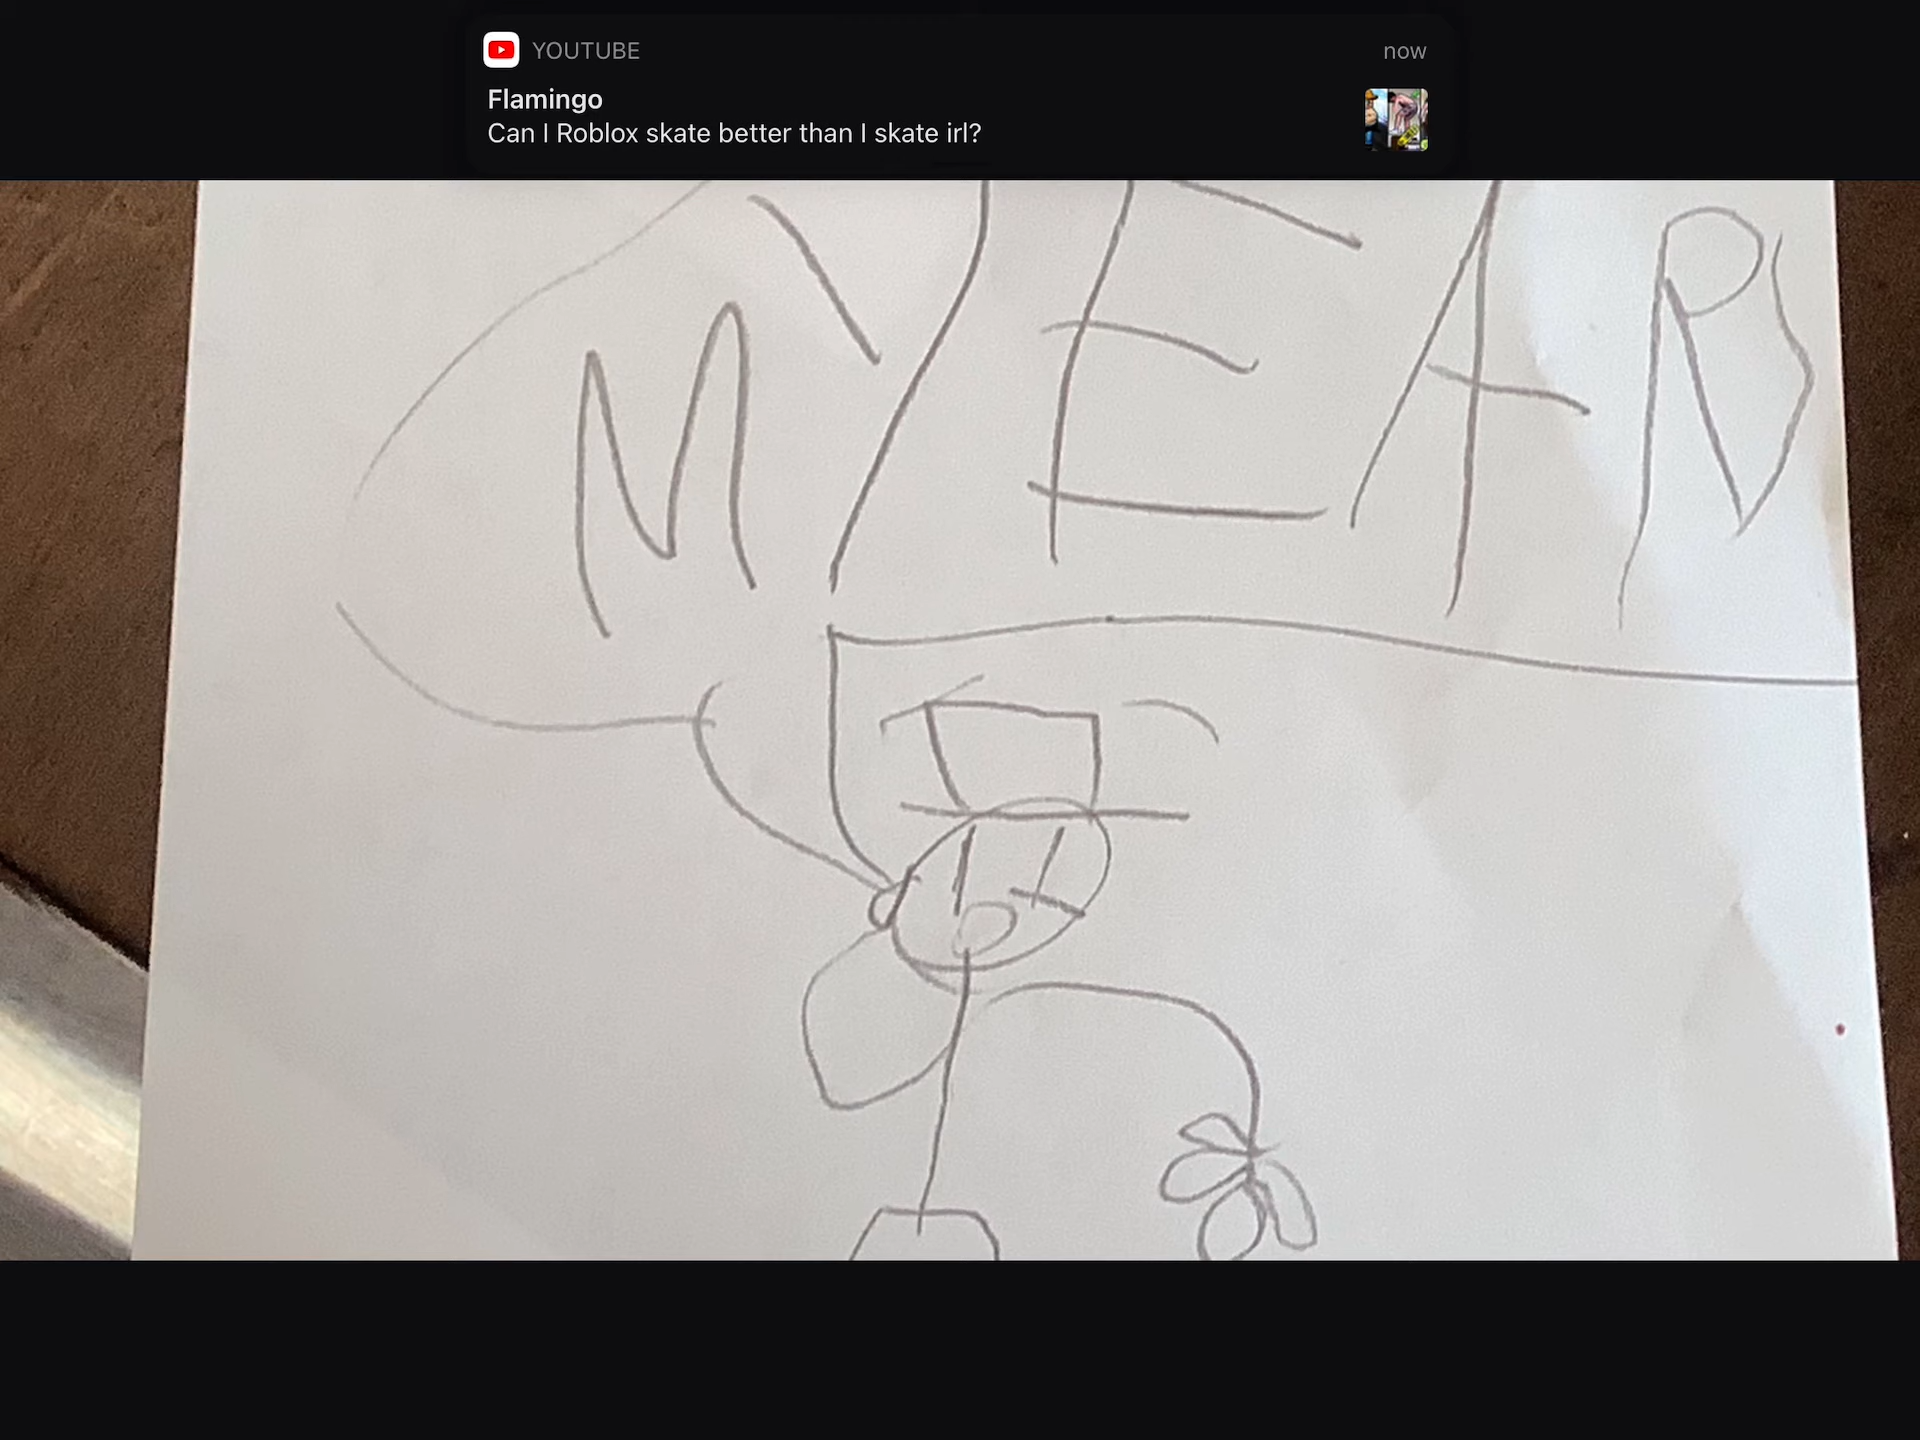 YOUTUBE
now
Flamingo
Can I Roblox skate better than I skate irl?
MY EAR